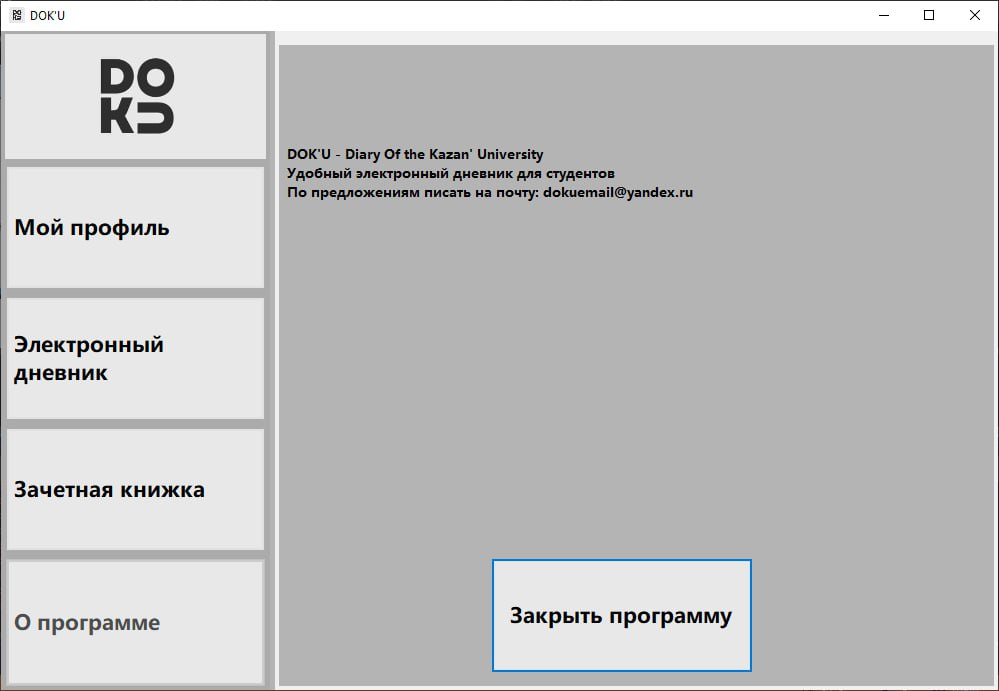 DOK'U
DO
KU
Мой профиль
Электронный
дневник
Зачетная книжка
О программе
DOK'U - Diary Of the Kazan' University
Удобный электронный дневник для студентов
По предложениям писать на почту: dokuemail@yandex.ru
Закрыть программу